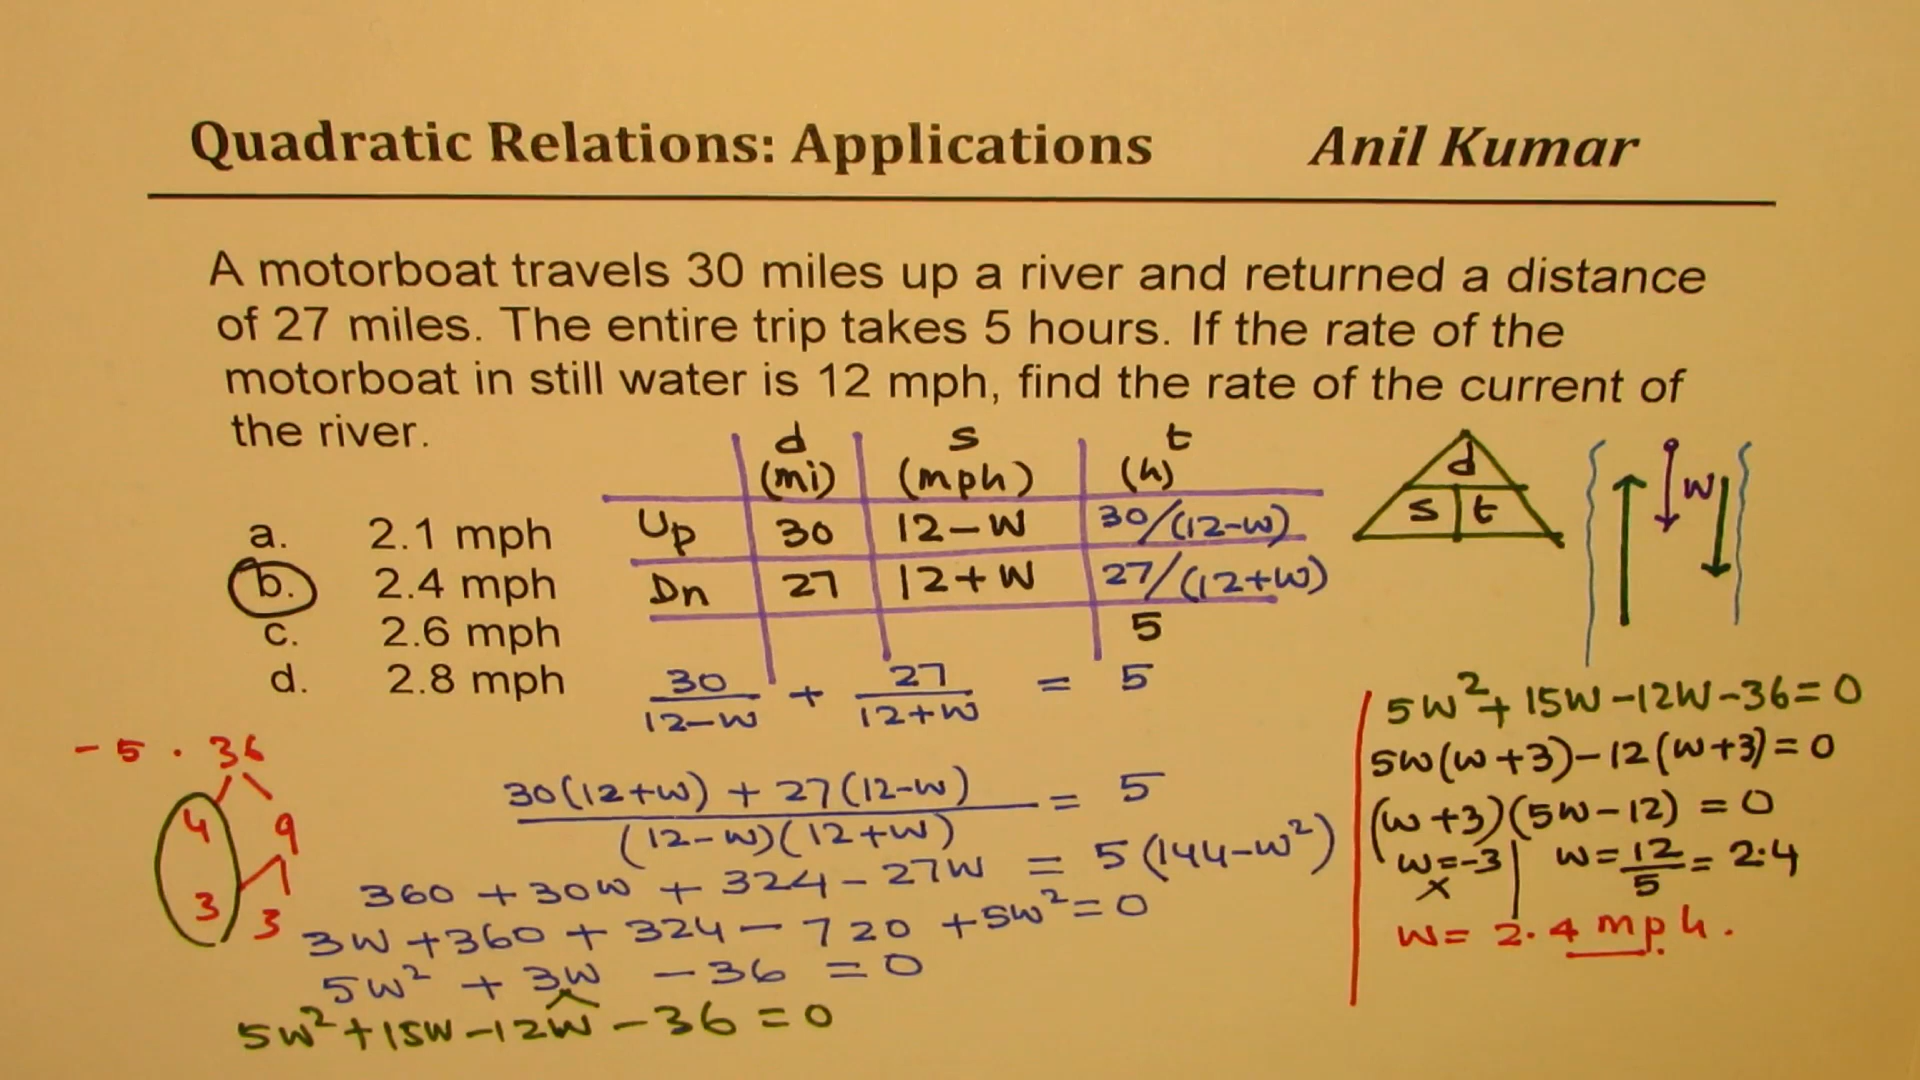 Quadratic Relations: Applications Anil Kumar
A motorboat travels 30 miles up a river and returned a distance
of 27 miles. The entire trip takes 5 hours. If the rate of the
motorboat in still water is 12 mph, find the rate of the current of
the river.
a. 2.1 mph
b. 2.4 mph
c. 2.6 mph
d. 2.8 mph
d s t
(mi) (mph) (h)
Up 30 12-w 30/(12-w)
Dn 27 12+w 27/(12+w)
5
d
s t
w
30/(12-w) + 27/(12+w) = 5
(30(12+w) + 27(12-w))/((12-w)(12+w)) = 5
360 + 30w + 324 - 27w = 5(144-w²)
3w + 360 + 324 - 720 + 5w² = 0
5w² + 3w - 36 = 0
5w² + 15w - 12w - 36 = 0
- 5 · 36
4 9
3 3
5w² + 15w - 12w - 36 = 0
5w(w+3) - 12(w+3) = 0
(w+3)(5w-12) = 0
w=-3 w = 12/5 = 2.4
x
w = 2.4 mph.